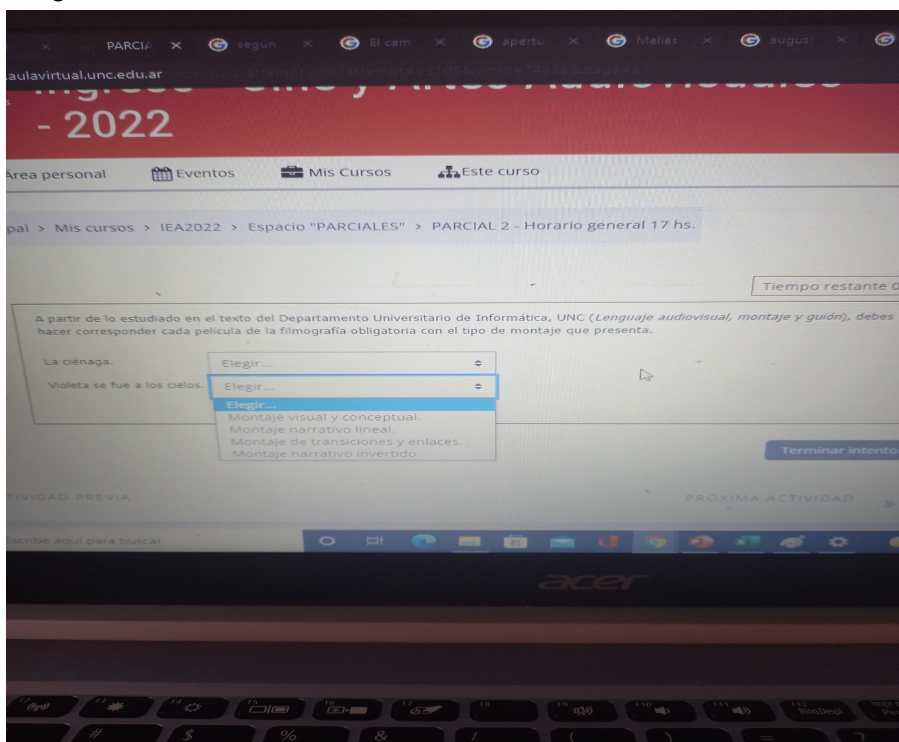 PARCIA × según × El cam × apertu × Meliés × august ×
.aulavirtual.unc.edu.ar
- 2022
Área personal Eventos Mis Cursos Este curso
pal > Mis cursos > IEA2022 > Espacio "PARCIALES" > PARCIAL 2 - Horario general 17 hs.
Tiempo restante 0
A partir de lo estudiado en el texto del Departamento Universitario de Informática, UNC (Lenguaje audiovisual, montaje y guión), debes
hacer corresponder cada película de la filmografía obligatoria con el tipo de montaje que presenta.
La ciénaga. Elegir...
Violeta se fue a los cielos. Elegir...
Elegir...
Montaje visual y conceptual.
Montaje narrativo lineal.
Montaje de transiciones y enlaces.
Montaje narrativo invertido.
Terminar intento
TIVIDAD PREVIA PRÓXIMA ACTIVIDAD
Escribe aquí para buscar
acer
# $ % & / ( ) = ?